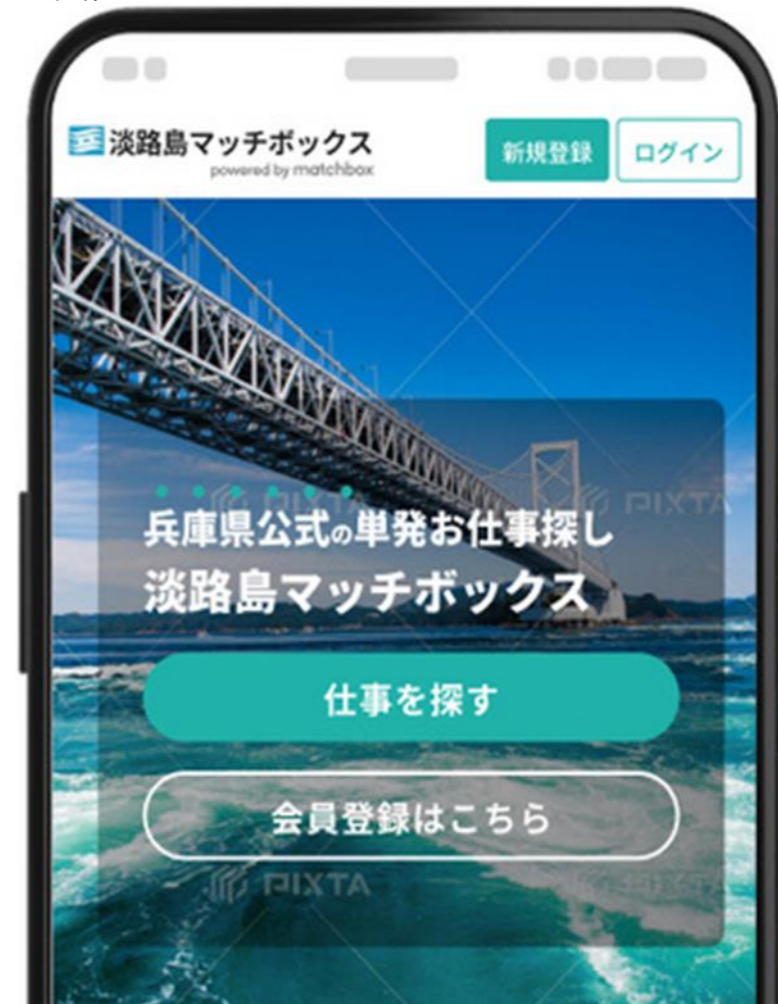 淡路島マッチボックス
powered by matchbox
新規登録
ログイン
兵庫県公式の単発お仕事探し
淡路島マッチボックス
仕事を探す
会員登録はこちら
PIXTA
PIXTA